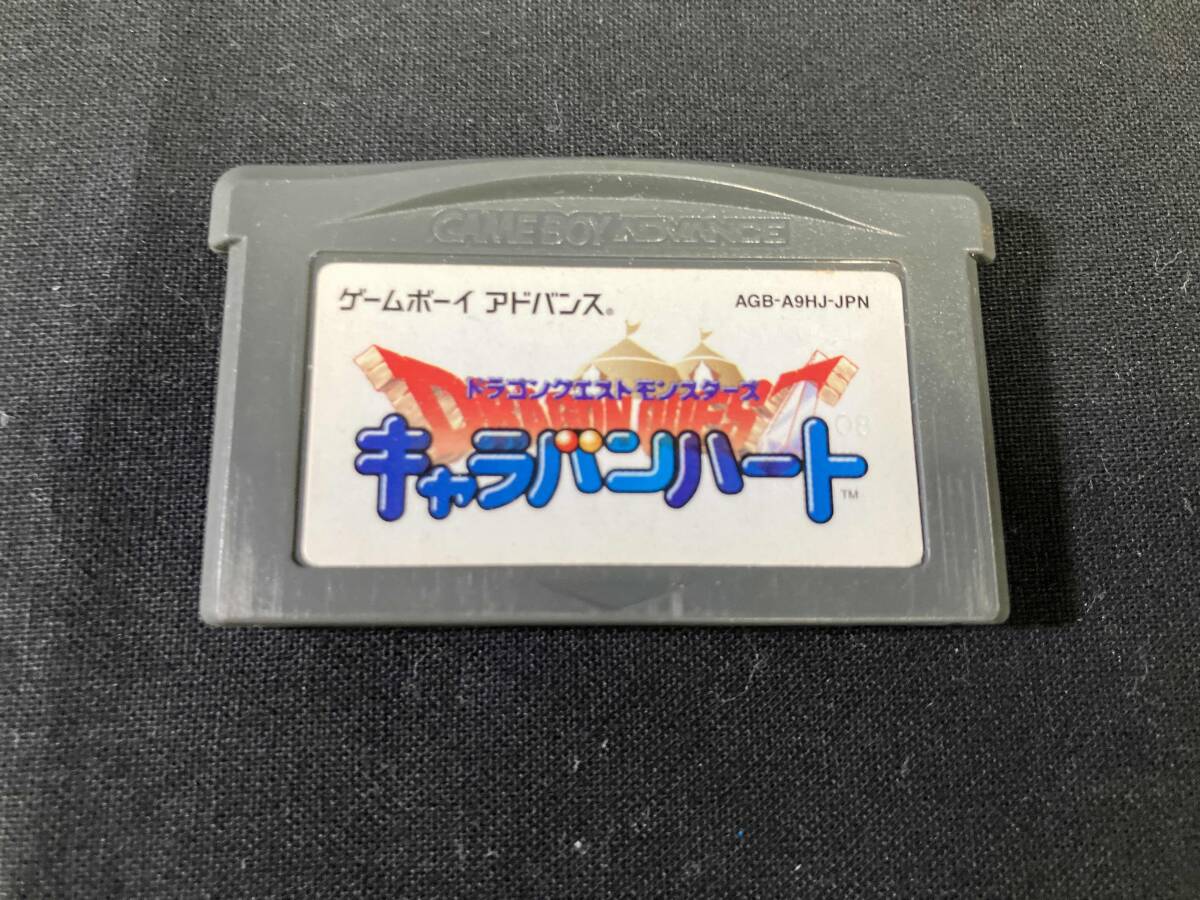 GAME BOY ADVANCE
ゲームボーイ アドバンス®
AGB-A9HJ-JPN
DRAGON QUEST
ドラゴンクエストモンスターズ
08
キャラバンハート
TM